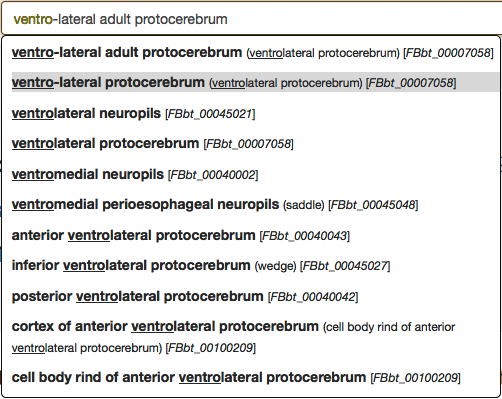 ventro-lateral adult protocerebrum
ventro-lateral adult protocerebrum (ventrolateral protocerebrum) [FBbt_00007058]
ventro-lateral protocerebrum (ventrolateral protocerebrum) [FBbt_00007058]
ventrolateral neuropils [FBbt_00045021]
ventrolateral protocerebrum [FBbt_00007058]
ventromedial neuropils [FBbt_00040002]
ventromedial perioesophageal neuropils (saddle) [FBbt_00045048]
anterior ventrolateral protocerebrum [FBbt_00040043]
inferior ventrolateral protocerebrum (wedge) [FBbt_00045027]
posterior ventrolateral protocerebrum [FBbt_00040042]
cortex of anterior ventrolateral protocerebrum (cell body rind of anterior
ventrolateral protocerebrum) [FBbt_00100209]
cell body rind of anterior ventrolateral protocerebrum [FBbt_00100209]